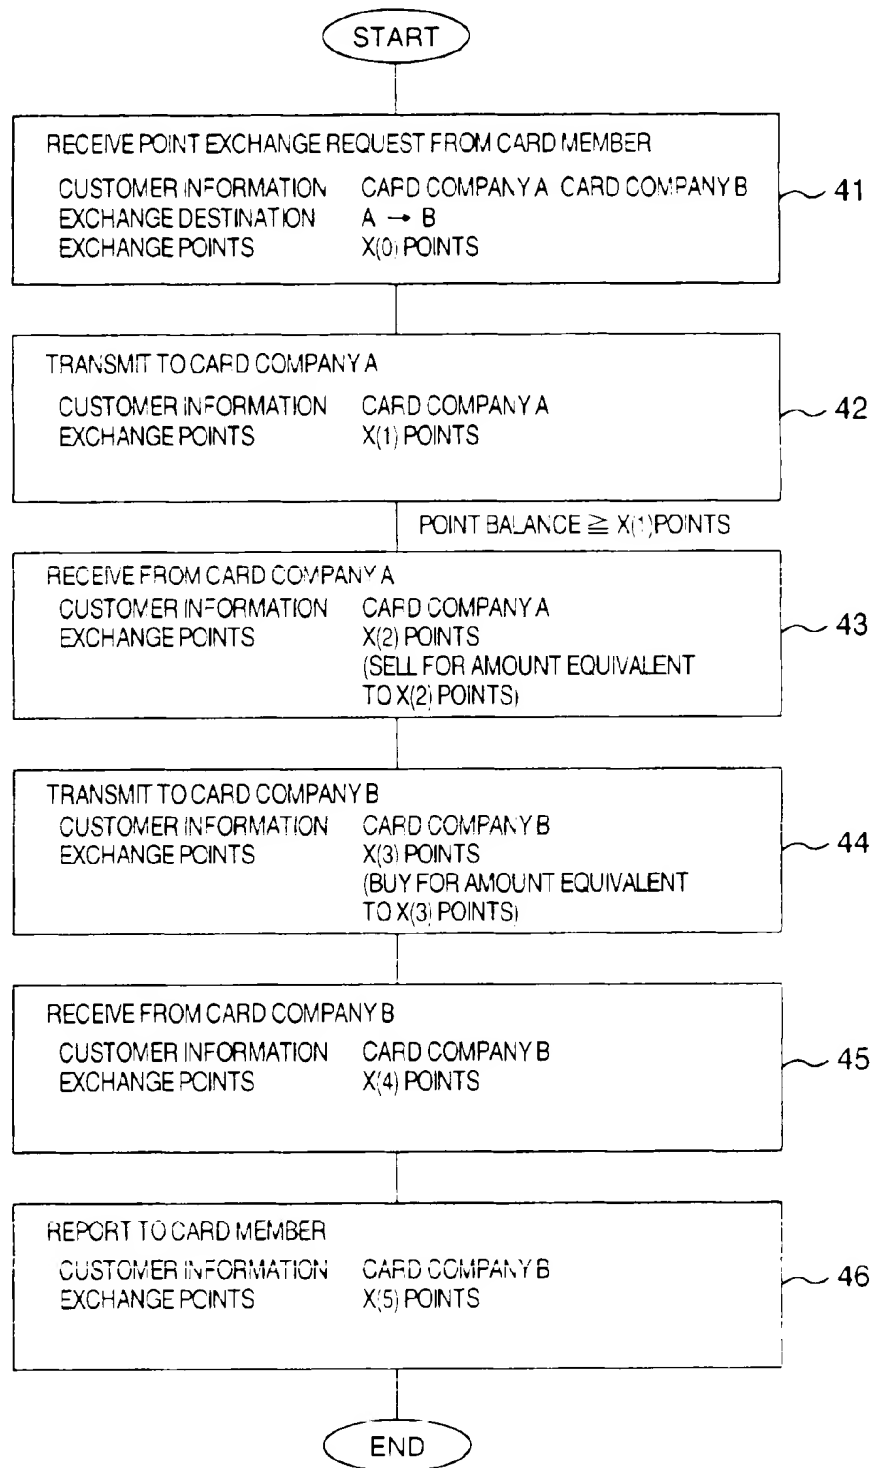 START
RECEIVE POINT EXCHANGE REQUEST FROM CARD MEMBER
CUSTOMER INFORMATION CARD COMPANY A CARD COMPANY B
EXCHANGE DESTINATION A → B
EXCHANGE POINTS X(0) POINTS
41
TRANSMIT TO CARD COMPANY A
CUSTOMER INFORMATION CARD COMPANY A
EXCHANGE POINTS X(1) POINTS
42
POINT BALANCE ≧ X(1) POINTS
RECEIVE FROM CARD COMPANY A
CUSTOMER INFORMATION CARD COMPANY A
EXCHANGE POINTS X(2) POINTS
(SELL FOR AMOUNT EQUIVALENT
TO X(2) POINTS)
43
TRANSMIT TO CARD COMPANY B
CUSTOMER INFORMATION CARD COMPANY B
EXCHANGE POINTS X(3) POINTS
(BUY FOR AMOUNT EQUIVALENT
TO X(3) POINTS)
44
RECEIVE FROM CARD COMPANY B
CUSTOMER INFORMATION CARD COMPANY B
EXCHANGE POINTS X(4) POINTS
45
REPORT TO CARD MEMBER
CUSTOMER INFORMATION CARD COMPANY B
EXCHANGE POINTS X(5) POINTS
46
END